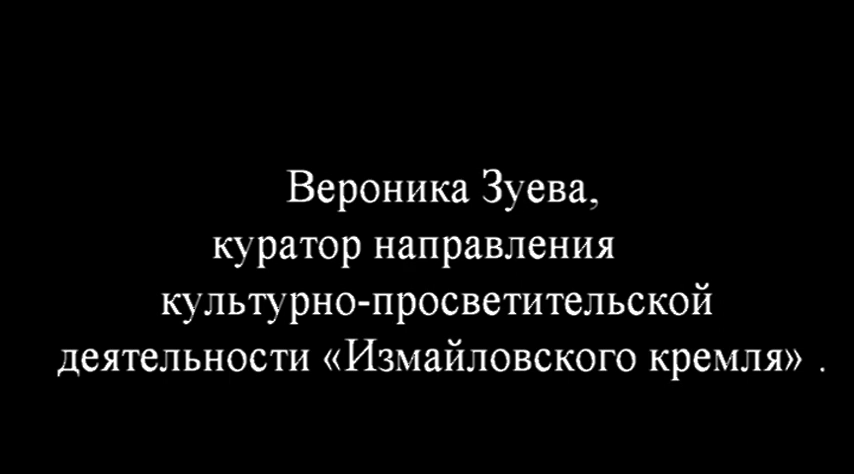 Вероника Зуева,
куратор направления
культурно-просветительской
деятельности «Измайловского кремля» .